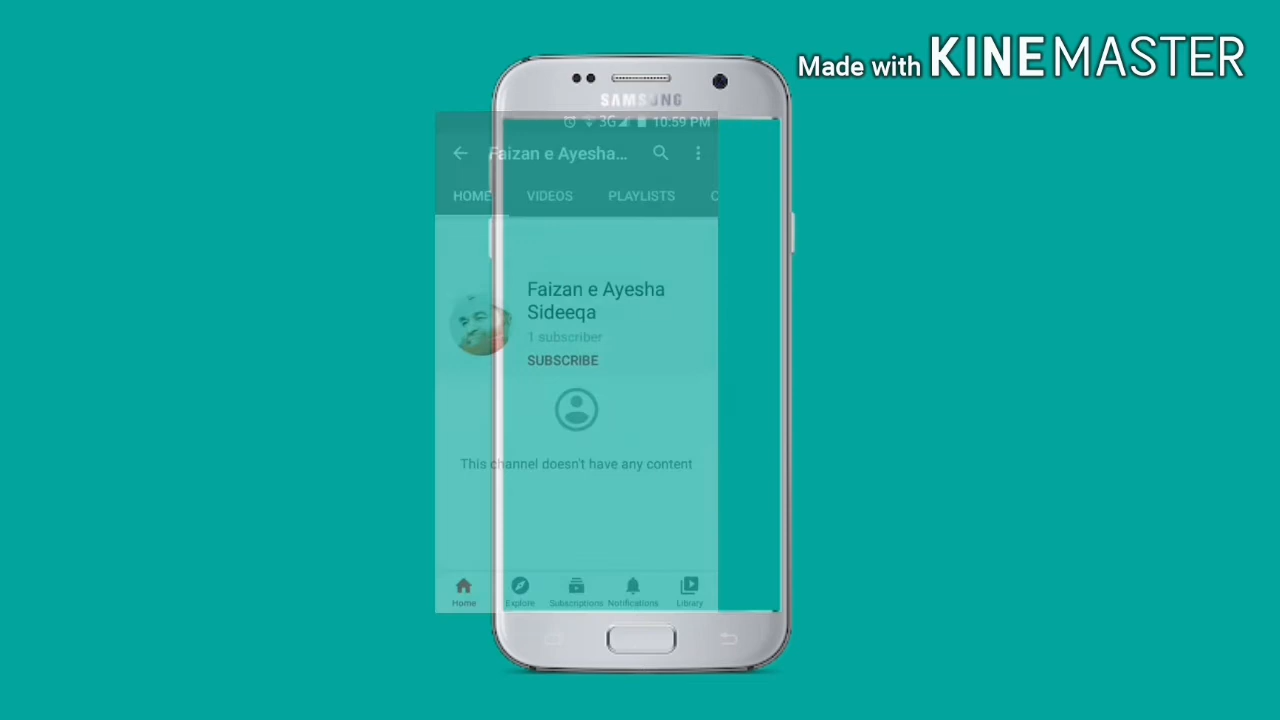 Made with KINEMASTER
SAMSUNG
3G 10:59 PM
Faizan e Ayesha...
HOME VIDEOS PLAYLISTS C
Faizan e Ayesha
Sideeqa
1 subscriber
SUBSCRIBE
This channel doesn't have any content
Home Explore Subscriptions Notifications Library